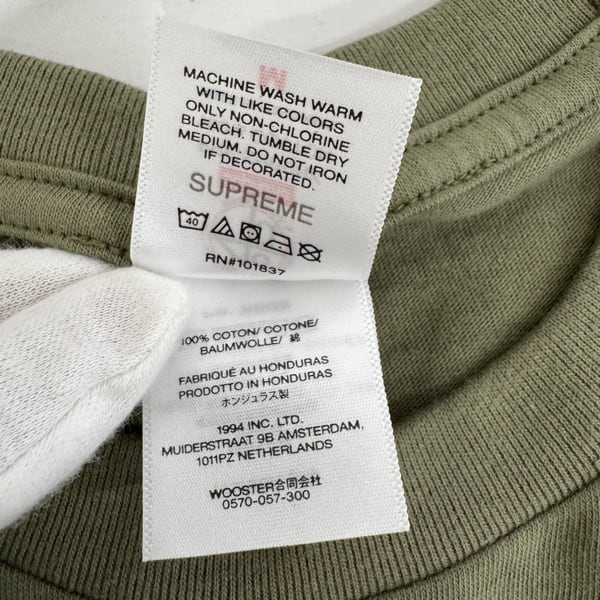 MACHINE WASH WARM
WITH LIKE COLORS
ONLY NON-CHLORINE
BLEACH. TUMBLE DRY
MEDIUM. DO NOT IRON
IF DECORATED.
SUPREME
40
RN#101837
100% COTON/ COTONE/
BAUMWOLLE/ 綿
FABRIQUÉ AU HONDURAS
PRODOTTO IN HONDURAS
ホンジュラス製
1994 INC. LTD.
MUIDERSTRAAT 9B AMSTERDAM,
1011PZ NETHERLANDS
WOOSTER合同会社
0570-057-300